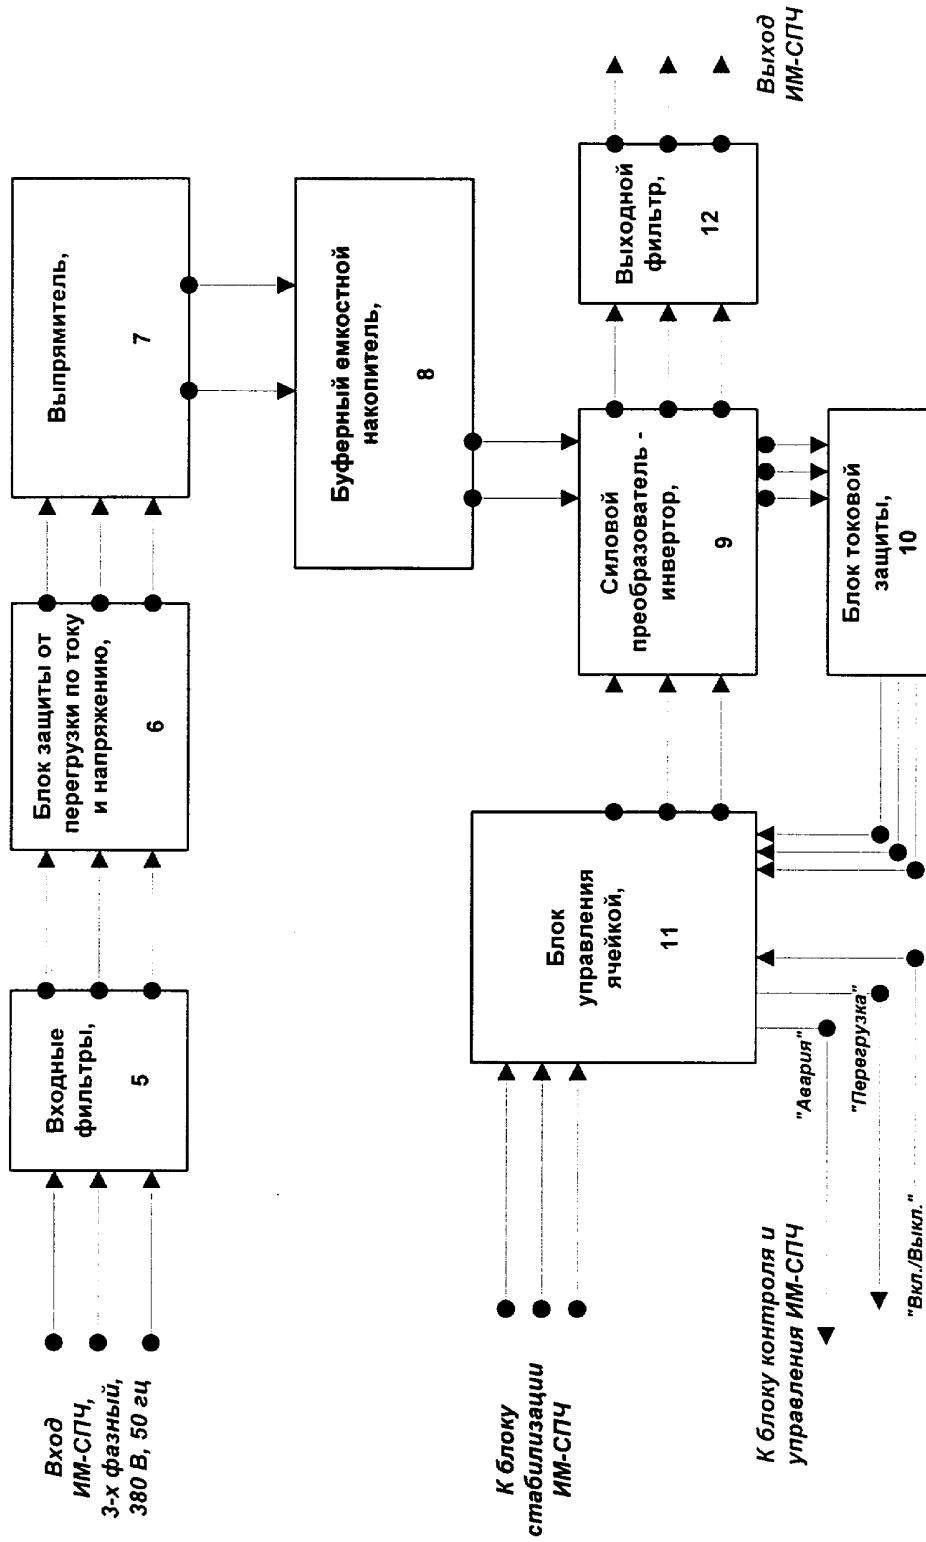 Вход
ИМ-СПЧ,
3-х фазный,
380 В, 50 гц
Входные
фильтры,
5
Блок защиты от
перегрузки по току
и напряжению,
6
Выпрямитель,
7
Буферный емкостной
накопитель,
8
К блоку
стабилизации
ИМ-СПЧ
Блок
управления
ячейкой,
11
Силовой
преобразователь -
инвертор,
9
Выходной
фильтр,
12
Выход
ИМ-СПЧ
Блок токовой
защиты,
10
К блоку контроля и
управления ИМ-СПЧ
"Авария"
"Перегрузка"
"Вкл./Выкл."